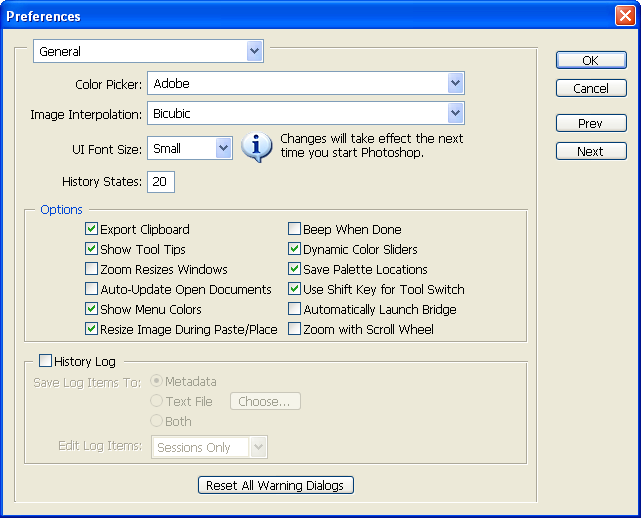 Preferences
General
OK
Color Picker: Adobe
Cancel
Image Interpolation: Bicubic
Prev
UI Font Size: Small
Changes will take effect the next
time you start Photoshop.
Next
History States: 20
Options
Export Clipboard
Beep When Done
Show Tool Tips
Dynamic Color Sliders
Zoom Resizes Windows
Save Palette Locations
Auto-Update Open Documents
Use Shift Key for Tool Switch
Show Menu Colors
Automatically Launch Bridge
Resize Image During Paste/Place
Zoom with Scroll Wheel
History Log
Save Log Items To: Metadata
Text File Choose...
Both
Edit Log Items: Sessions Only
Reset All Warning Dialogs